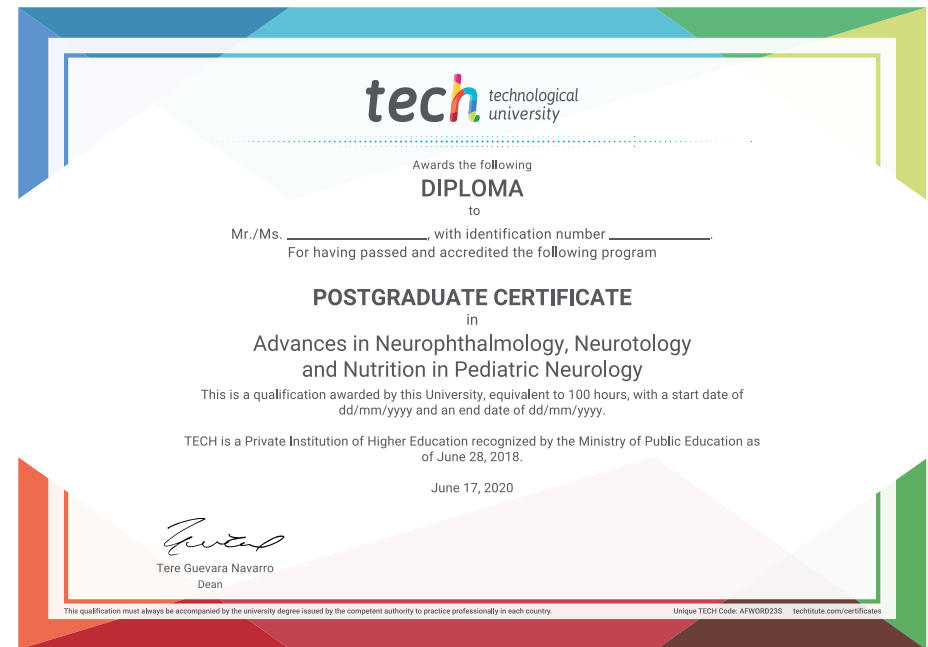 tech technological
university
Awards the following
DIPLOMA
to
Mr./Ms. ____________________, with identification number ______________.
For having passed and accredited the following program
POSTGRADUATE CERTIFICATE
in
Advances in Neurophthalmology, Neurotology
and Nutrition in Pediatric Neurology
This is a qualification awarded by this University, equivalent to 100 hours, with a start date of
dd/mm/yyyy and an end date of dd/mm/yyyy.
TECH is a Private Institution of Higher Education recognized by the Ministry of Public Education as
of June 28, 2018.
June 17, 2020
Tere Guevara Navarro
Dean
This qualification must always be accompanied by the university degree issued by the competent authority to practice professionally in each country.
Unique TECH Code: AFWORD23S techtitute.com/certificates